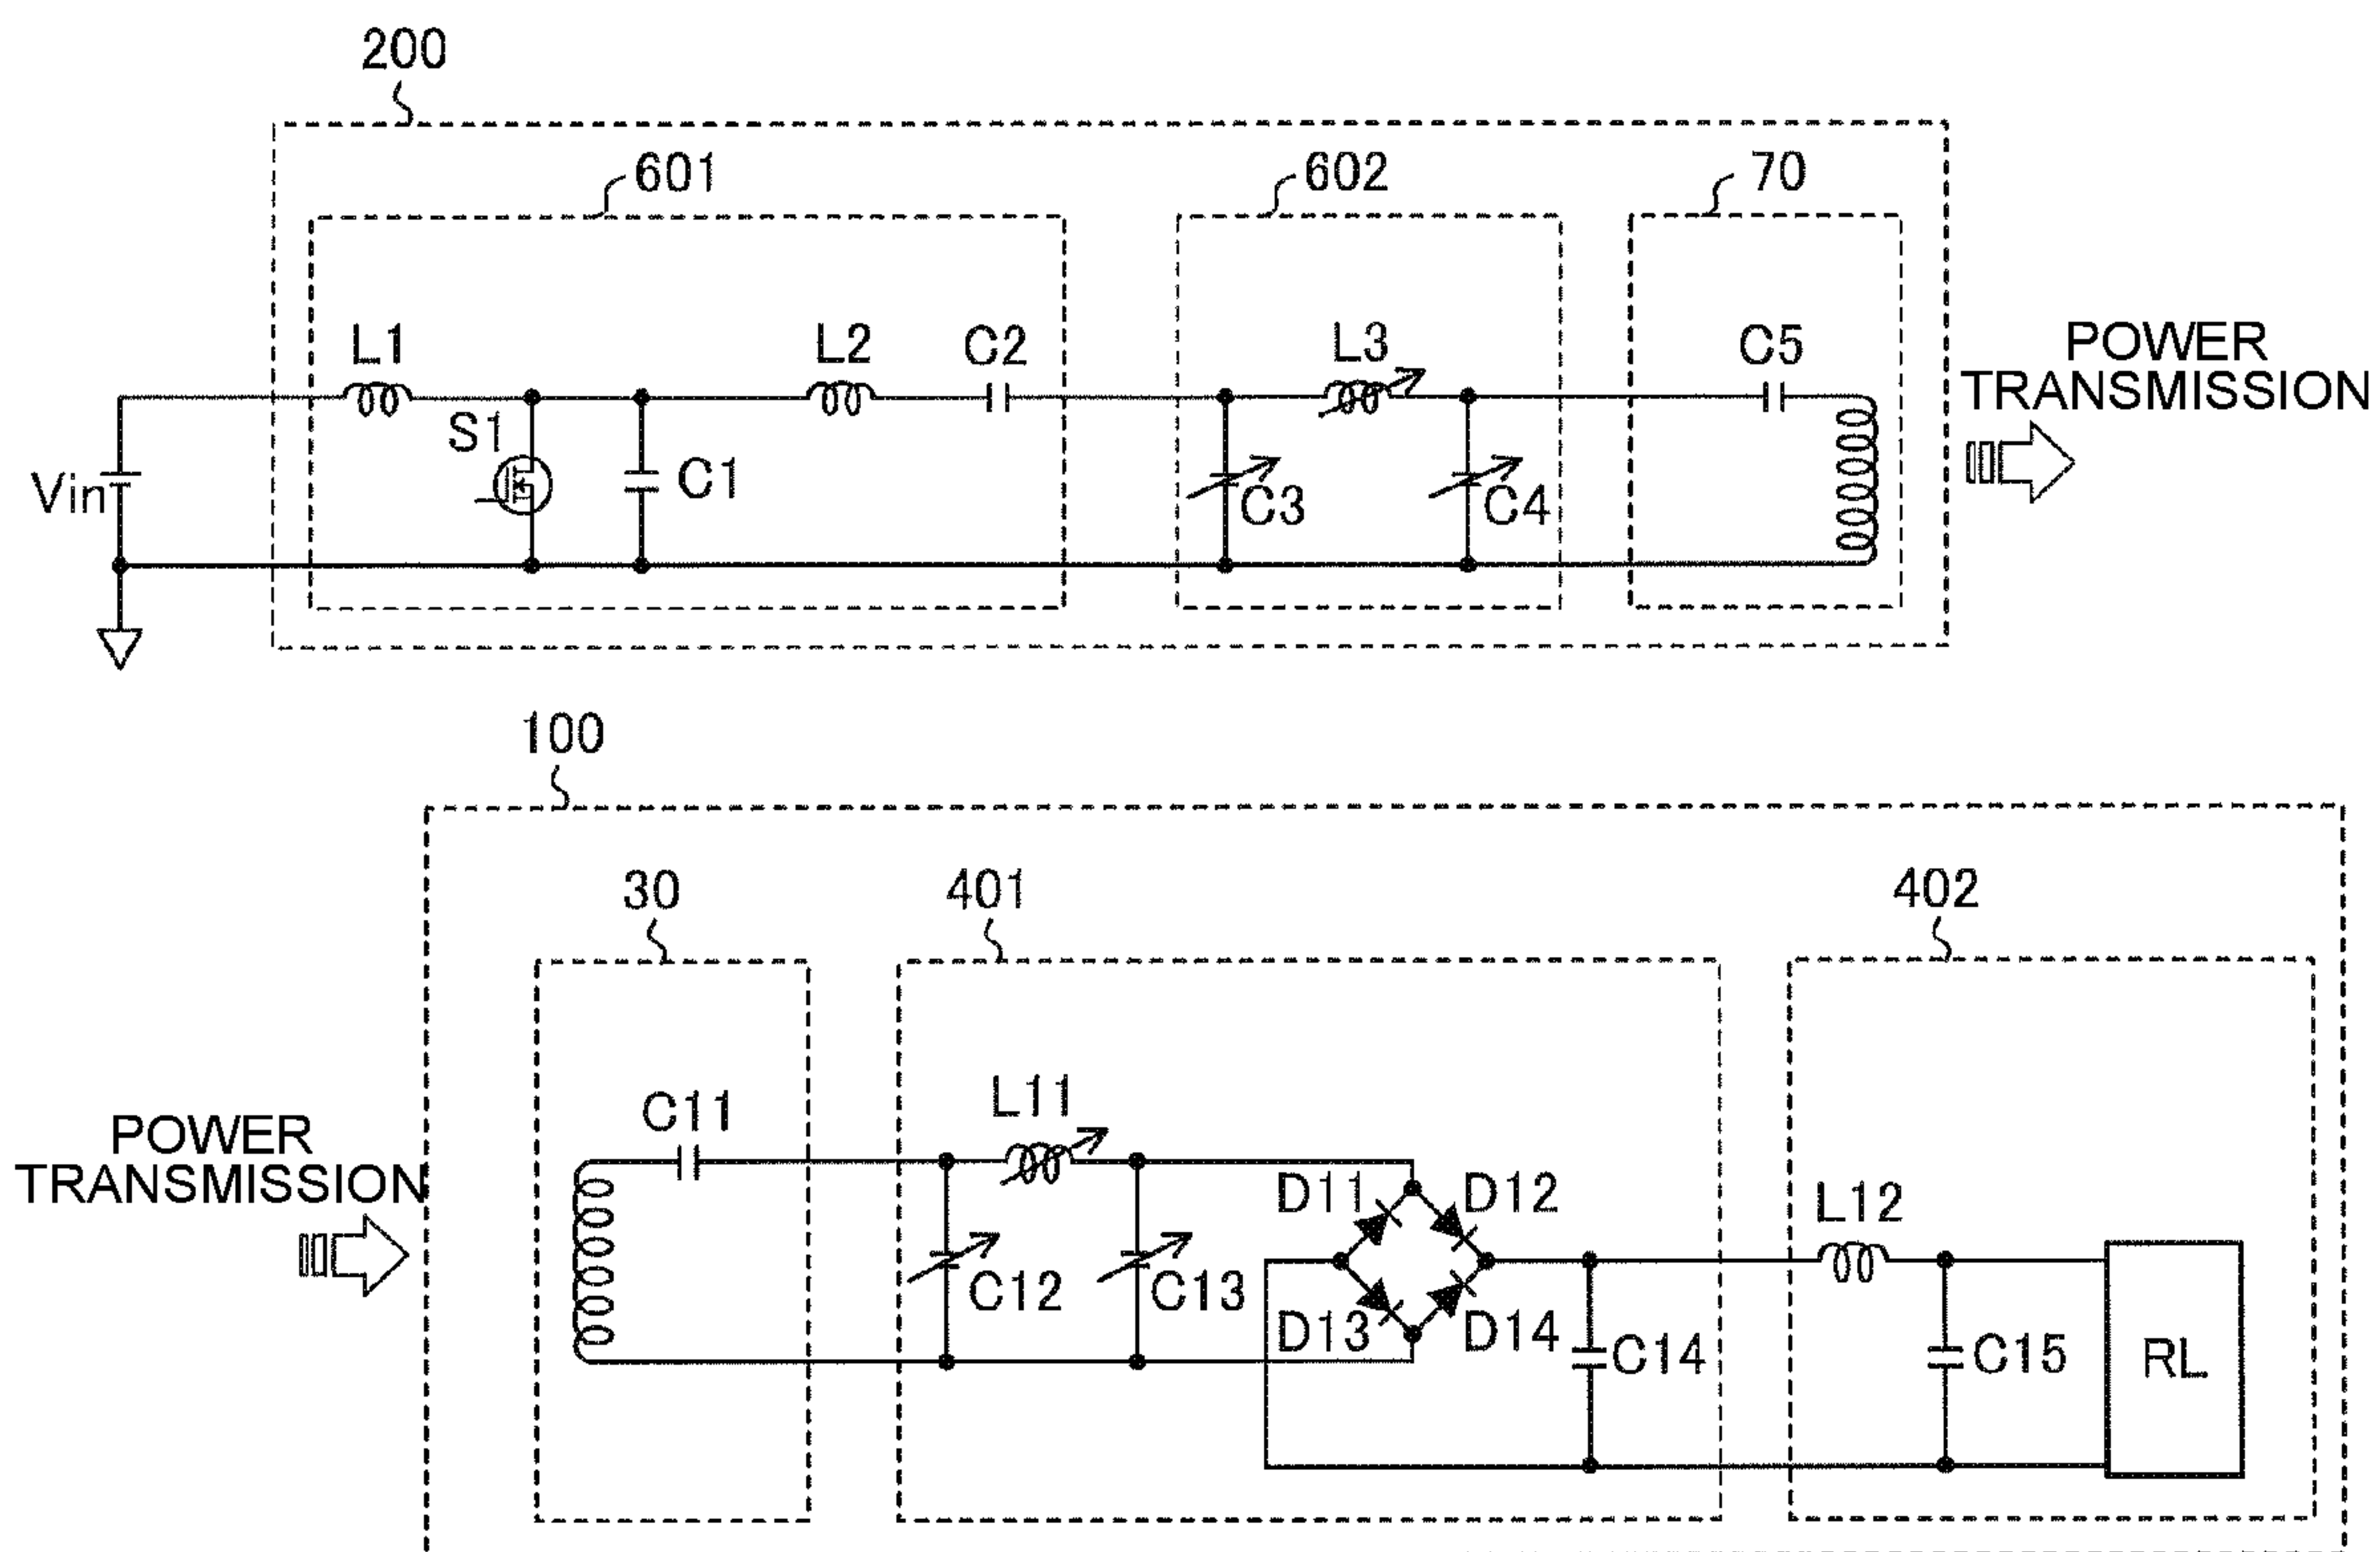 200
601
602
70
L1
L2
C2
L3
C5
POWER
TRANSMISSION
S1
Vin
C1
C3
C4
100
30
401
402
C11
L11
POWER
TRANSMISSION
D11
D12
L12
C12
C13
D13
D14
C14
C15
RL